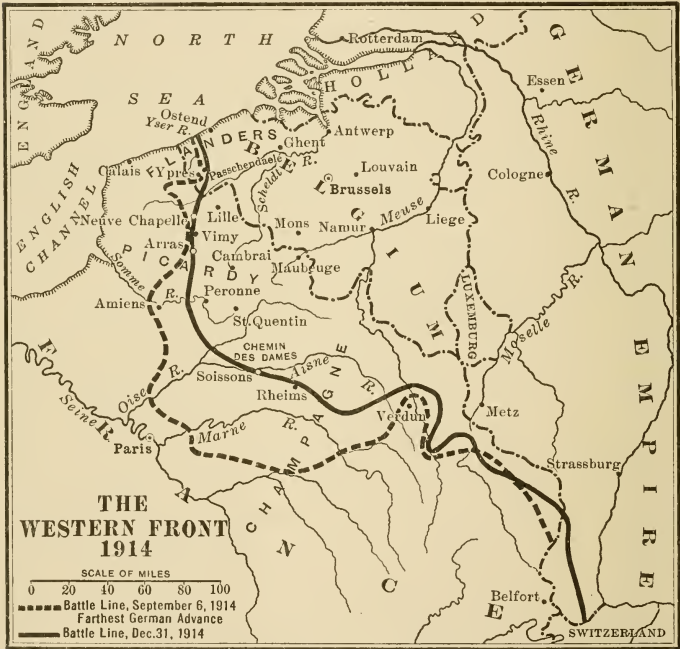 ENGLAND
NORTH
SEA
HOLLAND
Rotterdam
GERMAN EMPIRE
Essen
Rhine R.
Ostend
Yser R.
FLANDERS
Ghent
Antwerp
BELGIUM
Calais
Ypres
Passchendaele
Scheldt R.
Louvain
Brussels
Cologne
ENGLISH CHANNEL
Neuve Chapelle
Lille
Mons
Namur
Meuse
Liege
Vimy
Arras
PICARDY
Cambrai
Maubeuge
Somme R.
Peronne
Amiens
LUXEMBURG
Moselle R.
St.Quentin
CHEMIN DES DAMES
Aisne R.
Soissons
Rheims
Oise R.
FRANCE
Seine R.
Paris
Marne R.
CHAMPAGNE
Verdun
Metz
Strassburg
Belfort
SWITZERLAND
THE
WESTERN FRONT
1914
SCALE OF MILES
0 20 40 60 80 100
Battle Line, September 6, 1914
Farthest German Advance
Battle Line, Dec. 31, 1914